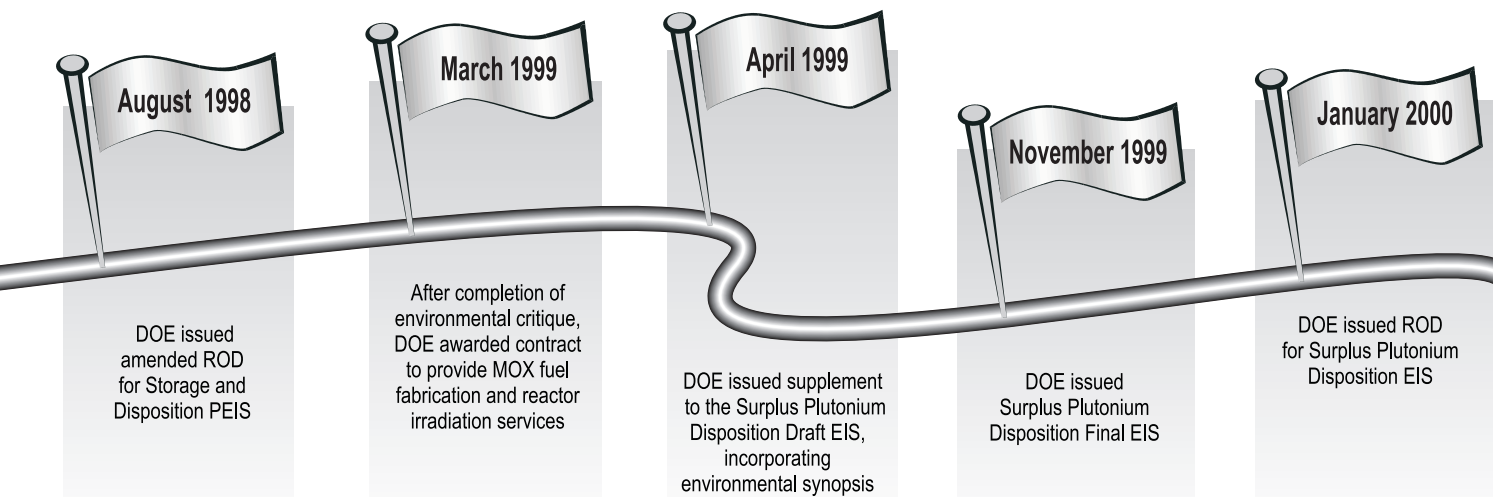 August 1998
DOE issued
amended ROD
for Storage and
Disposition PEIS
March 1999
After completion of
environmental critique,
DOE awarded contract
to provide MOX fuel
fabrication and reactor
irradiation services
April 1999
DOE issued supplement
to the Surplus Plutonium
Disposition Draft EIS,
incorporating
environmental synopsis
November 1999
DOE issued
Surplus Plutonium
Disposition Final EIS
January 2000
DOE issued ROD
for Surplus Plutonium
Disposition EIS